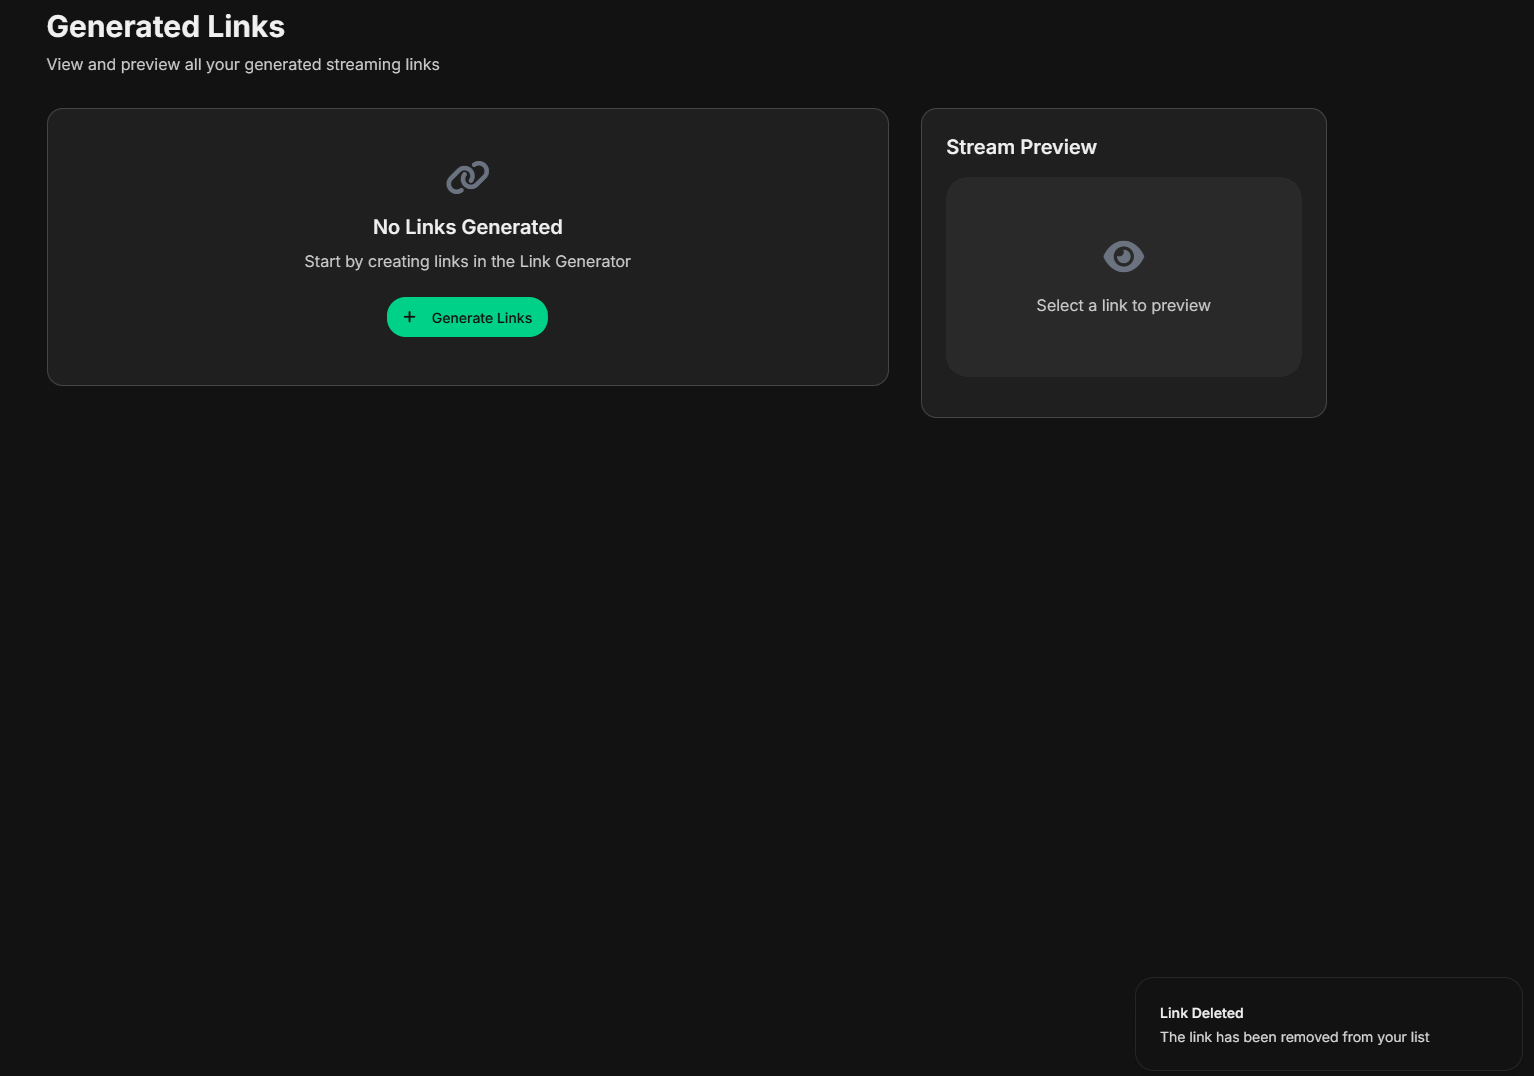 Generated Links
View and preview all your generated streaming links
No Links Generated
Start by creating links in the Link Generator
Generate Links
Stream Preview
Select a link to preview
Link Deleted
The link has been removed from your list